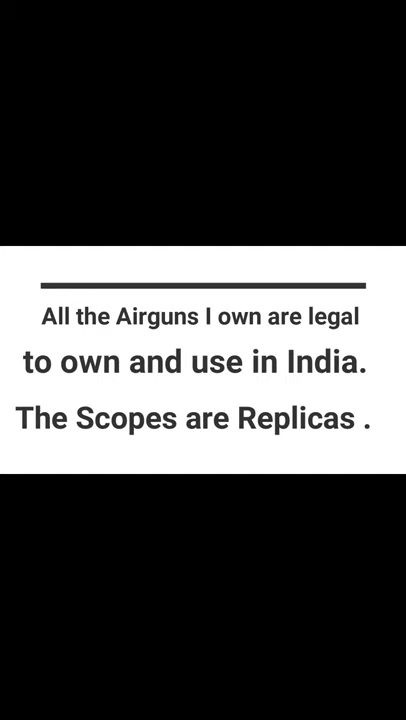 All the Airguns I own are legal
to own and use in India.
The Scopes are Replicas .